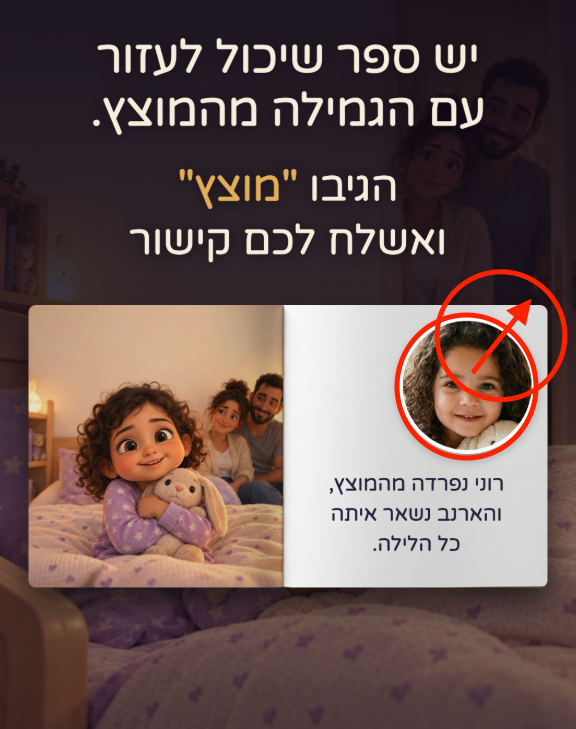 יש ספר שיכול לעזור
עם הגמילה מהמוצץ.
הגיבו "מוצץ"
ואשלח לכם קישור
רוני נפרדה מהמוצץ,
והארנב נשאר איתה
כל הלילה.